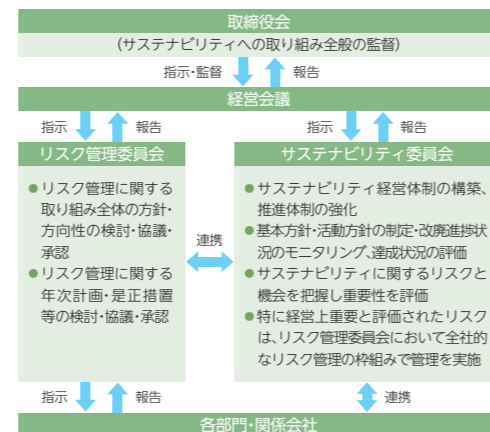 取締役会
(サステナビリティへの取り組み全般の監督)
指示・監督 報告
経営会議
指示 報告
指示 報告
リスク管理委員会
●リスク管理に関する
取り組み全体の方針・
方向性の検討・協議・
承認
●リスク管理に関する
年次計画・是正措置
等の検討・協議・承認
連携
サステナビリティ委員会
●サステナビリティ経営体制の構築、
推進体制の強化
●基本方針・活動方針の制定・改廃進捗状
況のモニタリング、達成状況の評価
●サステナビリティに関するリスクと
機会を把握し重要性を評価
●特に経営上重要と評価されたリスク
は、リスク管理委員会において全社的
なリスク管理の枠組みで管理を実施
指示 報告
連携
各部門・関係会社